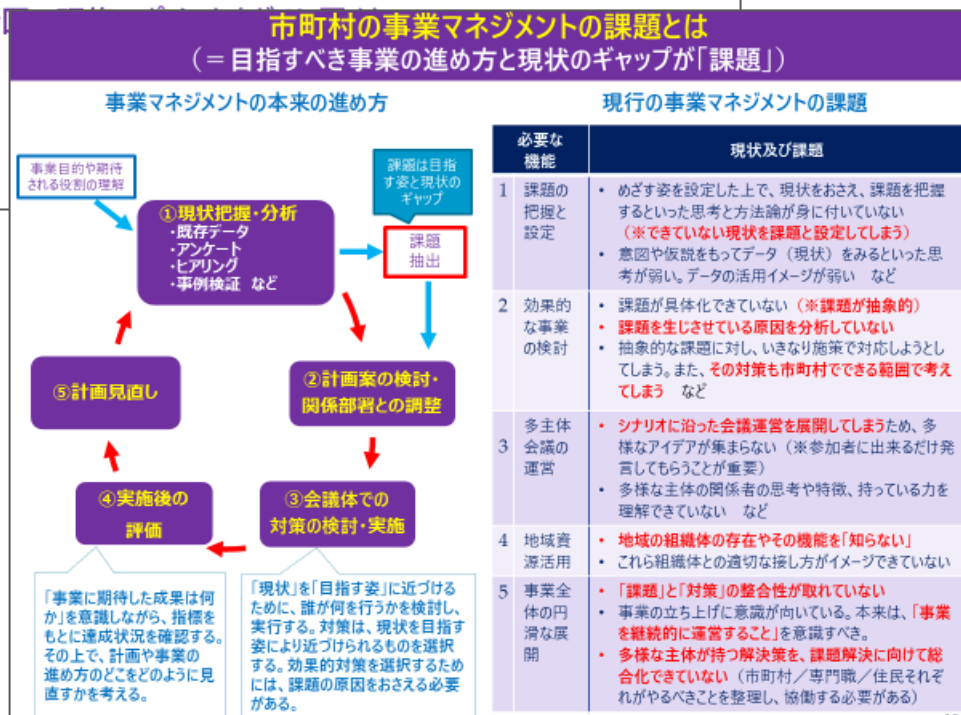 市町村の事業マネジメントの課題とは
（＝目指すべき事業の進め方と現状のギャップが「課題」）
事業マネジメントの本来の進め方
事業目的や期待
される役割の理解
課題は目指
す姿と現状の
ギャップ
①現状把握・分析
・既存データ
・アンケート
・ヒアリング
・事例検証 など
課題
抽出
②計画案の検討・
関係部署との調整
⑤計画見直し
④実施後の
評価
③会議体での
対策の検討・実施
「事業に期待した成果は何
か」を意識しながら、指標を
もとに達成状況を確認する。
その上で、計画や事業の
進め方のどこをどのように見
直すかを考える。
「現状」を「目指す姿」に近づける
ために、誰が何を行うかを検討し、
実行する。対策は、現状を目指す
姿により近づけられるものを選択
する。効果的対策を選択するため
には、課題の原因をおさえる必要
がある。
現行の事業マネジメントの課題
必要な
機能
現状及び課題
1 課題の
把握と
設定
• めざす姿を設定した上で、現状をおさえ、課題を把握
するといった思考と方法論が身に付いていない
（※できていない現状を課題と設定してしまう）
• 意図や仮説をもってデータ（現状）をみるといった思
考が弱い。データの活用イメージが弱い など
2 効果的
な事業
の検討
• 課題が具体化できていない（※課題が抽象的）
• 課題を生じさせている原因を分析していない
• 抽象的な課題に対し、いきなり施策で対応しようとし
てしまう。また、その対策も市町村でできる範囲で考え
てしまう など
3 多主体
会議の
運営
• シナリオに沿った会議運営を展開してしまうため、多
様なアイデアが集まらない（※参加者に出来るだけ発
言してもらうことが重要）
• 多様な主体の関係者の思考や特徴、持っている力を
理解できていない など
4 地域資
源活用
• 地域の組織体の存在やその機能を「知らない」
• これら組織体との適切な接し方がイメージできていない
5 事業全
体の円
滑な展
開
• 「課題」と「対策」の整合性が取れていない
• 事業の立ち上げに意識が向いている。本来は、「事業
を継続的に運営すること」を意識すべき。
• 多様な主体が持つ解決策を、課題解決に向けて総
合化できていない（市町村／専門職／住民それぞ
れがやるべきことを整理し、協働する必要がある）